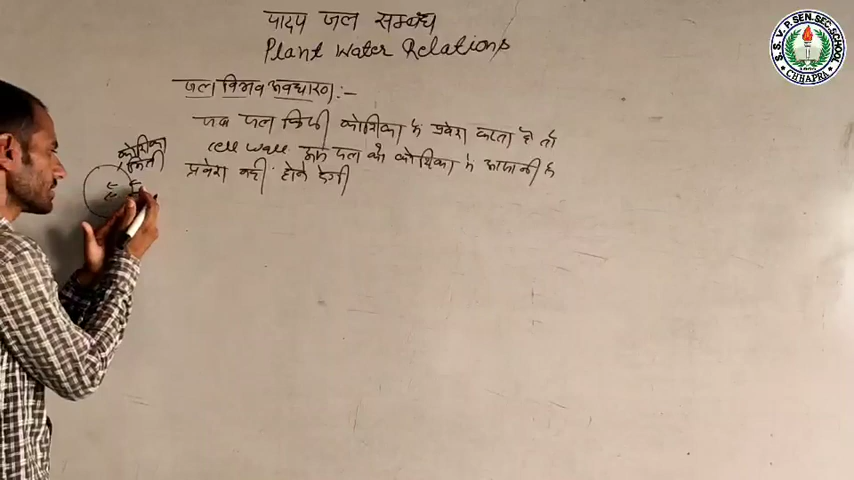 पादप जल सम्बंध
Plant Water Relations
जल विभव अवधारणा :-
जब जल किसी कोशिका में प्रवेश करता है तो
cell wall उस जल को कोशिका में आसानी से
प्रवेश नहीं होने देगी
कोशिका
भित्ती
S.S.V.P.SEN.SEC.SCHOOL
CHHAPRA